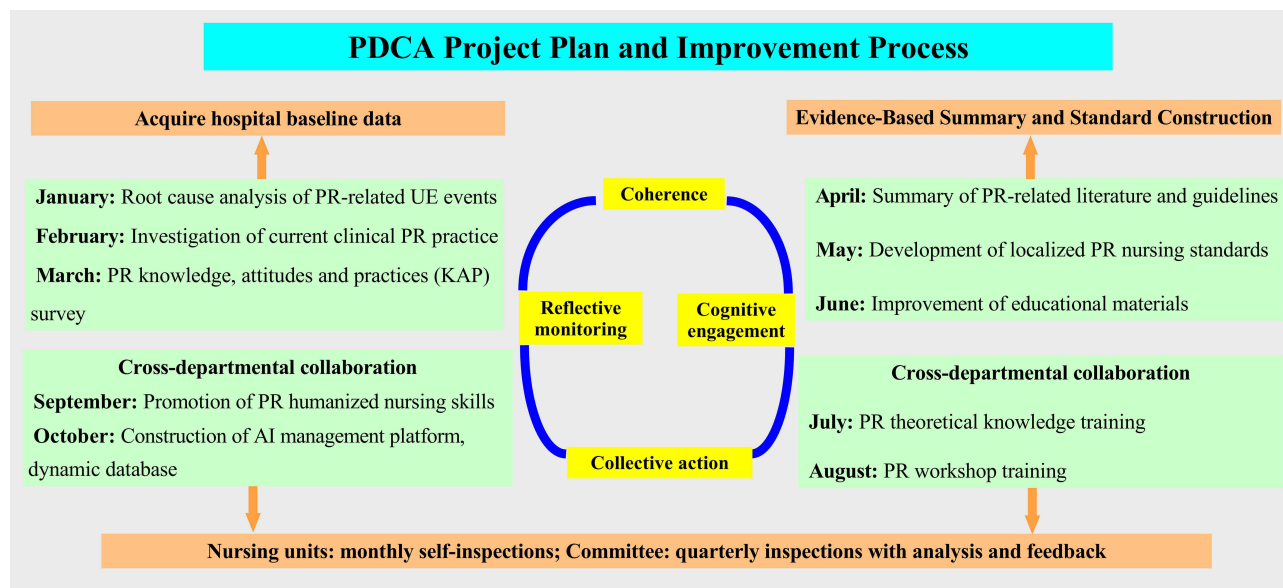 PDCA Project Plan and Improvement Process
Acquire hospital baseline data
January: Root cause analysis of PR-related UE events
February: Investigation of current clinical PR practice
March: PR knowledge, attitudes and practices (KAP)
survey
Cross-departmental collaboration
September: Promotion of PR humanized nursing skills
October: Construction of AI management platform,
dynamic database
Coherence
Reflective
monitoring
Cognitive
engagement
Collective action
Evidence-Based Summary and Standard Construction
April: Summary of PR-related literature and guidelines
May: Development of localized PR nursing standards
June: Improvement of educational materials
Cross-departmental collaboration
July: PR theoretical knowledge training
August: PR workshop training
Nursing units: monthly self-inspections; Committee: quarterly inspections with analysis and feedback